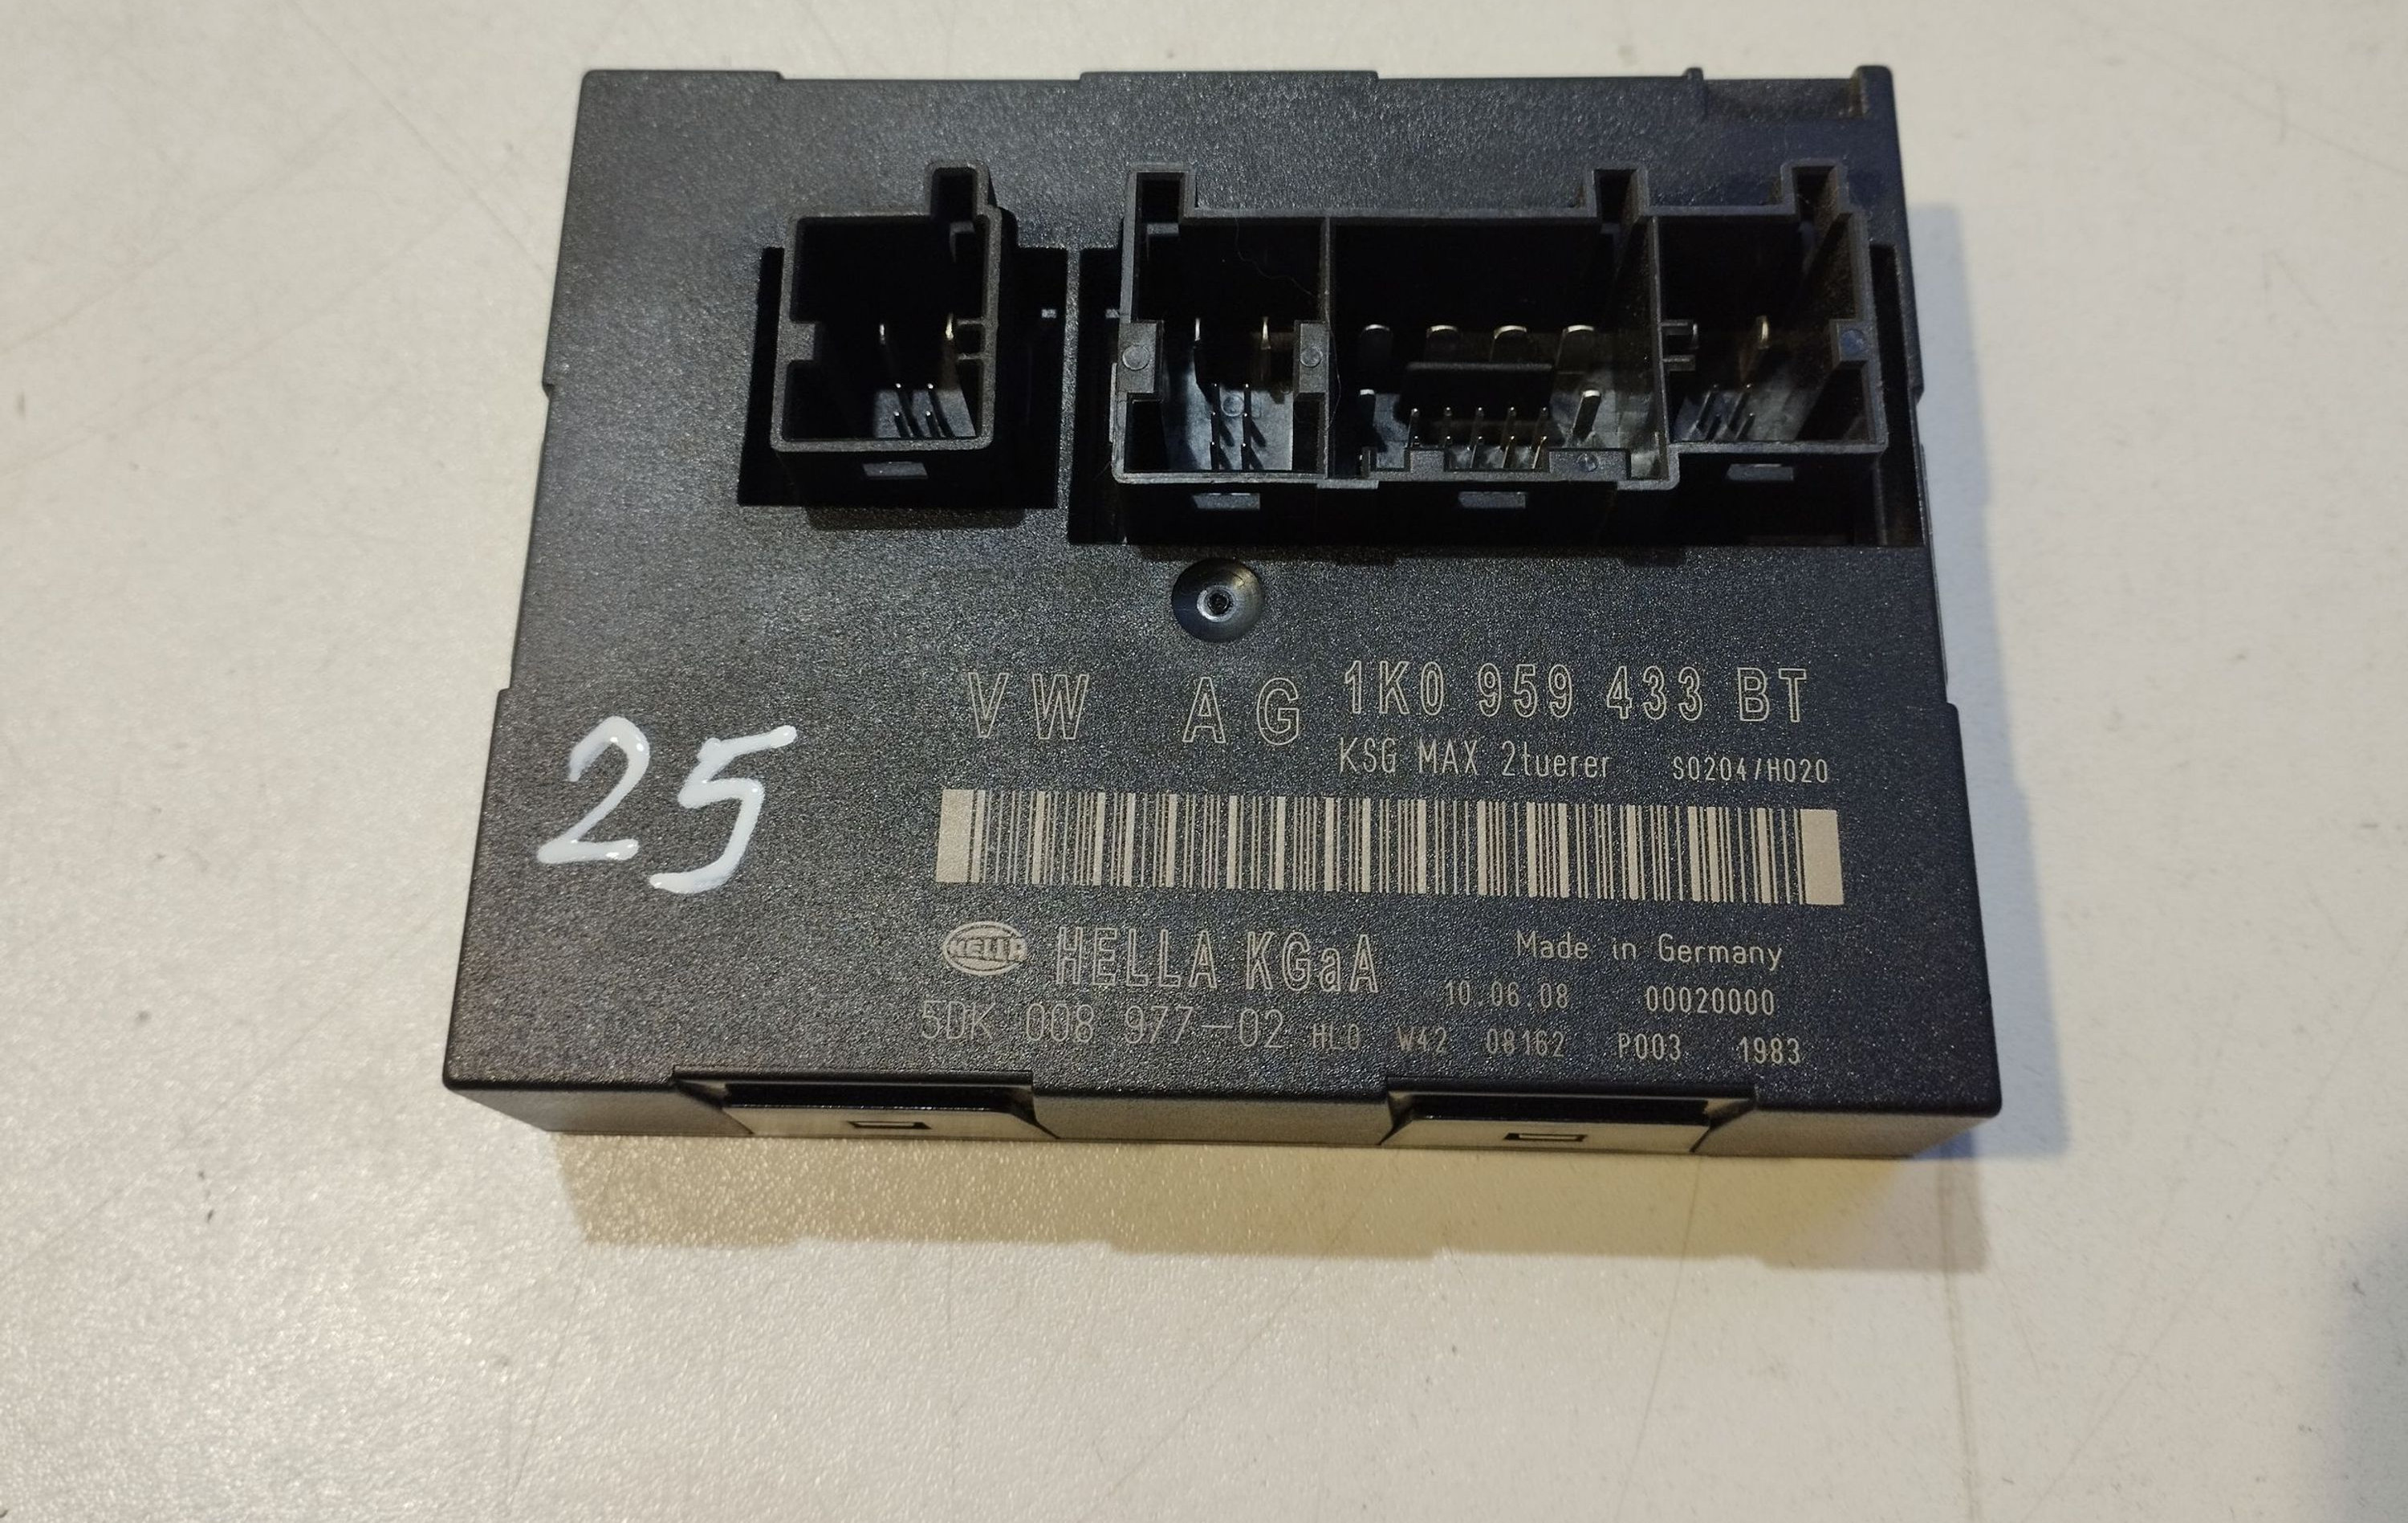 VW AG 1K0 959 433 BT
KSG MAX 2tuerer S0204/H020
25
HELLA HELLA KGaA Made in Germany
10.06.08 00020000
5DK 008 977-02 HLO W42 08162 P003 1983